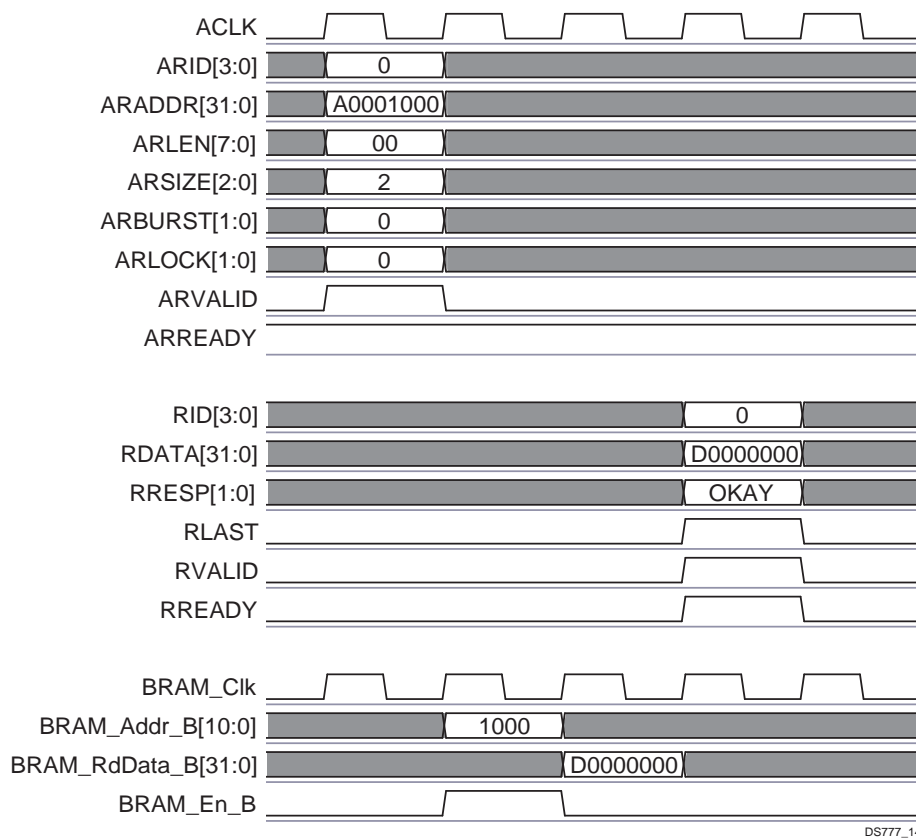 ACLK
ARID[3:0] 0
ARADDR[31:0] A0001000
ARLEN[7:0] 00
ARSIZE[2:0] 2
ARBURST[1:0] 0
ARLOCK[1:0] 0
ARVALID
ARREADY
RID[3:0] 0
RDATA[31:0] D0000000
RRESP[1:0] OKAY
RLAST
RVALID
RREADY
BRAM_Clk
BRAM_Addr_B[10:0] 1000
BRAM_RdData_B[31:0] D0000000
BRAM_En_B